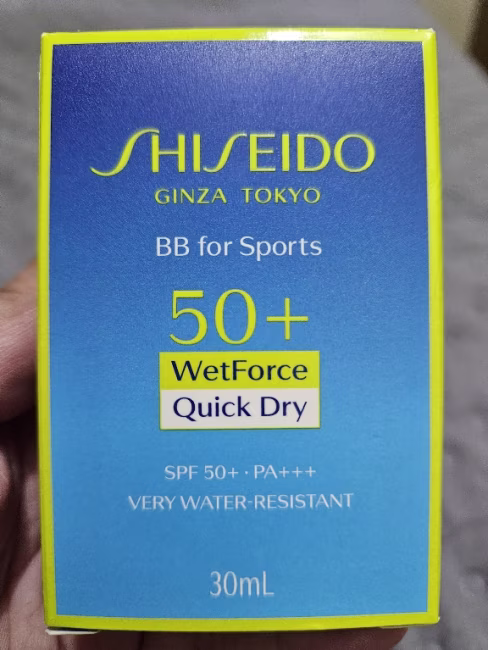 SHISEIDO
GINZA TOKYO
BB for Sports
50+
WetForce
Quick Dry
SPF 50+ · PA+++
VERY WATER-RESISTANT
30mL